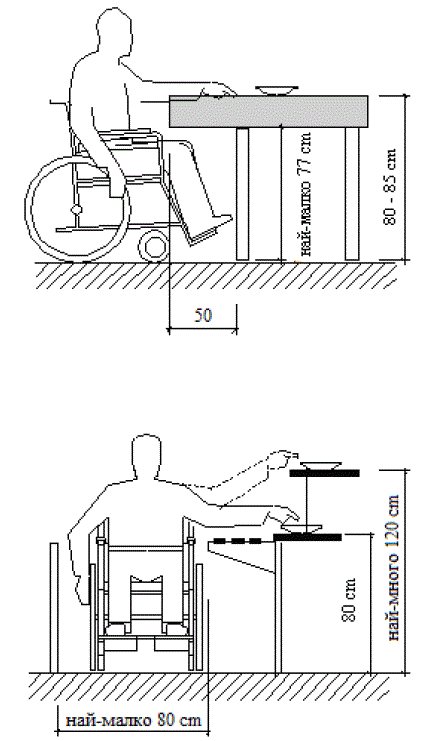 най-малко 77 cm
80 - 85 cm
50
80 cm
най-много 120 cm
най-малко 80 cm